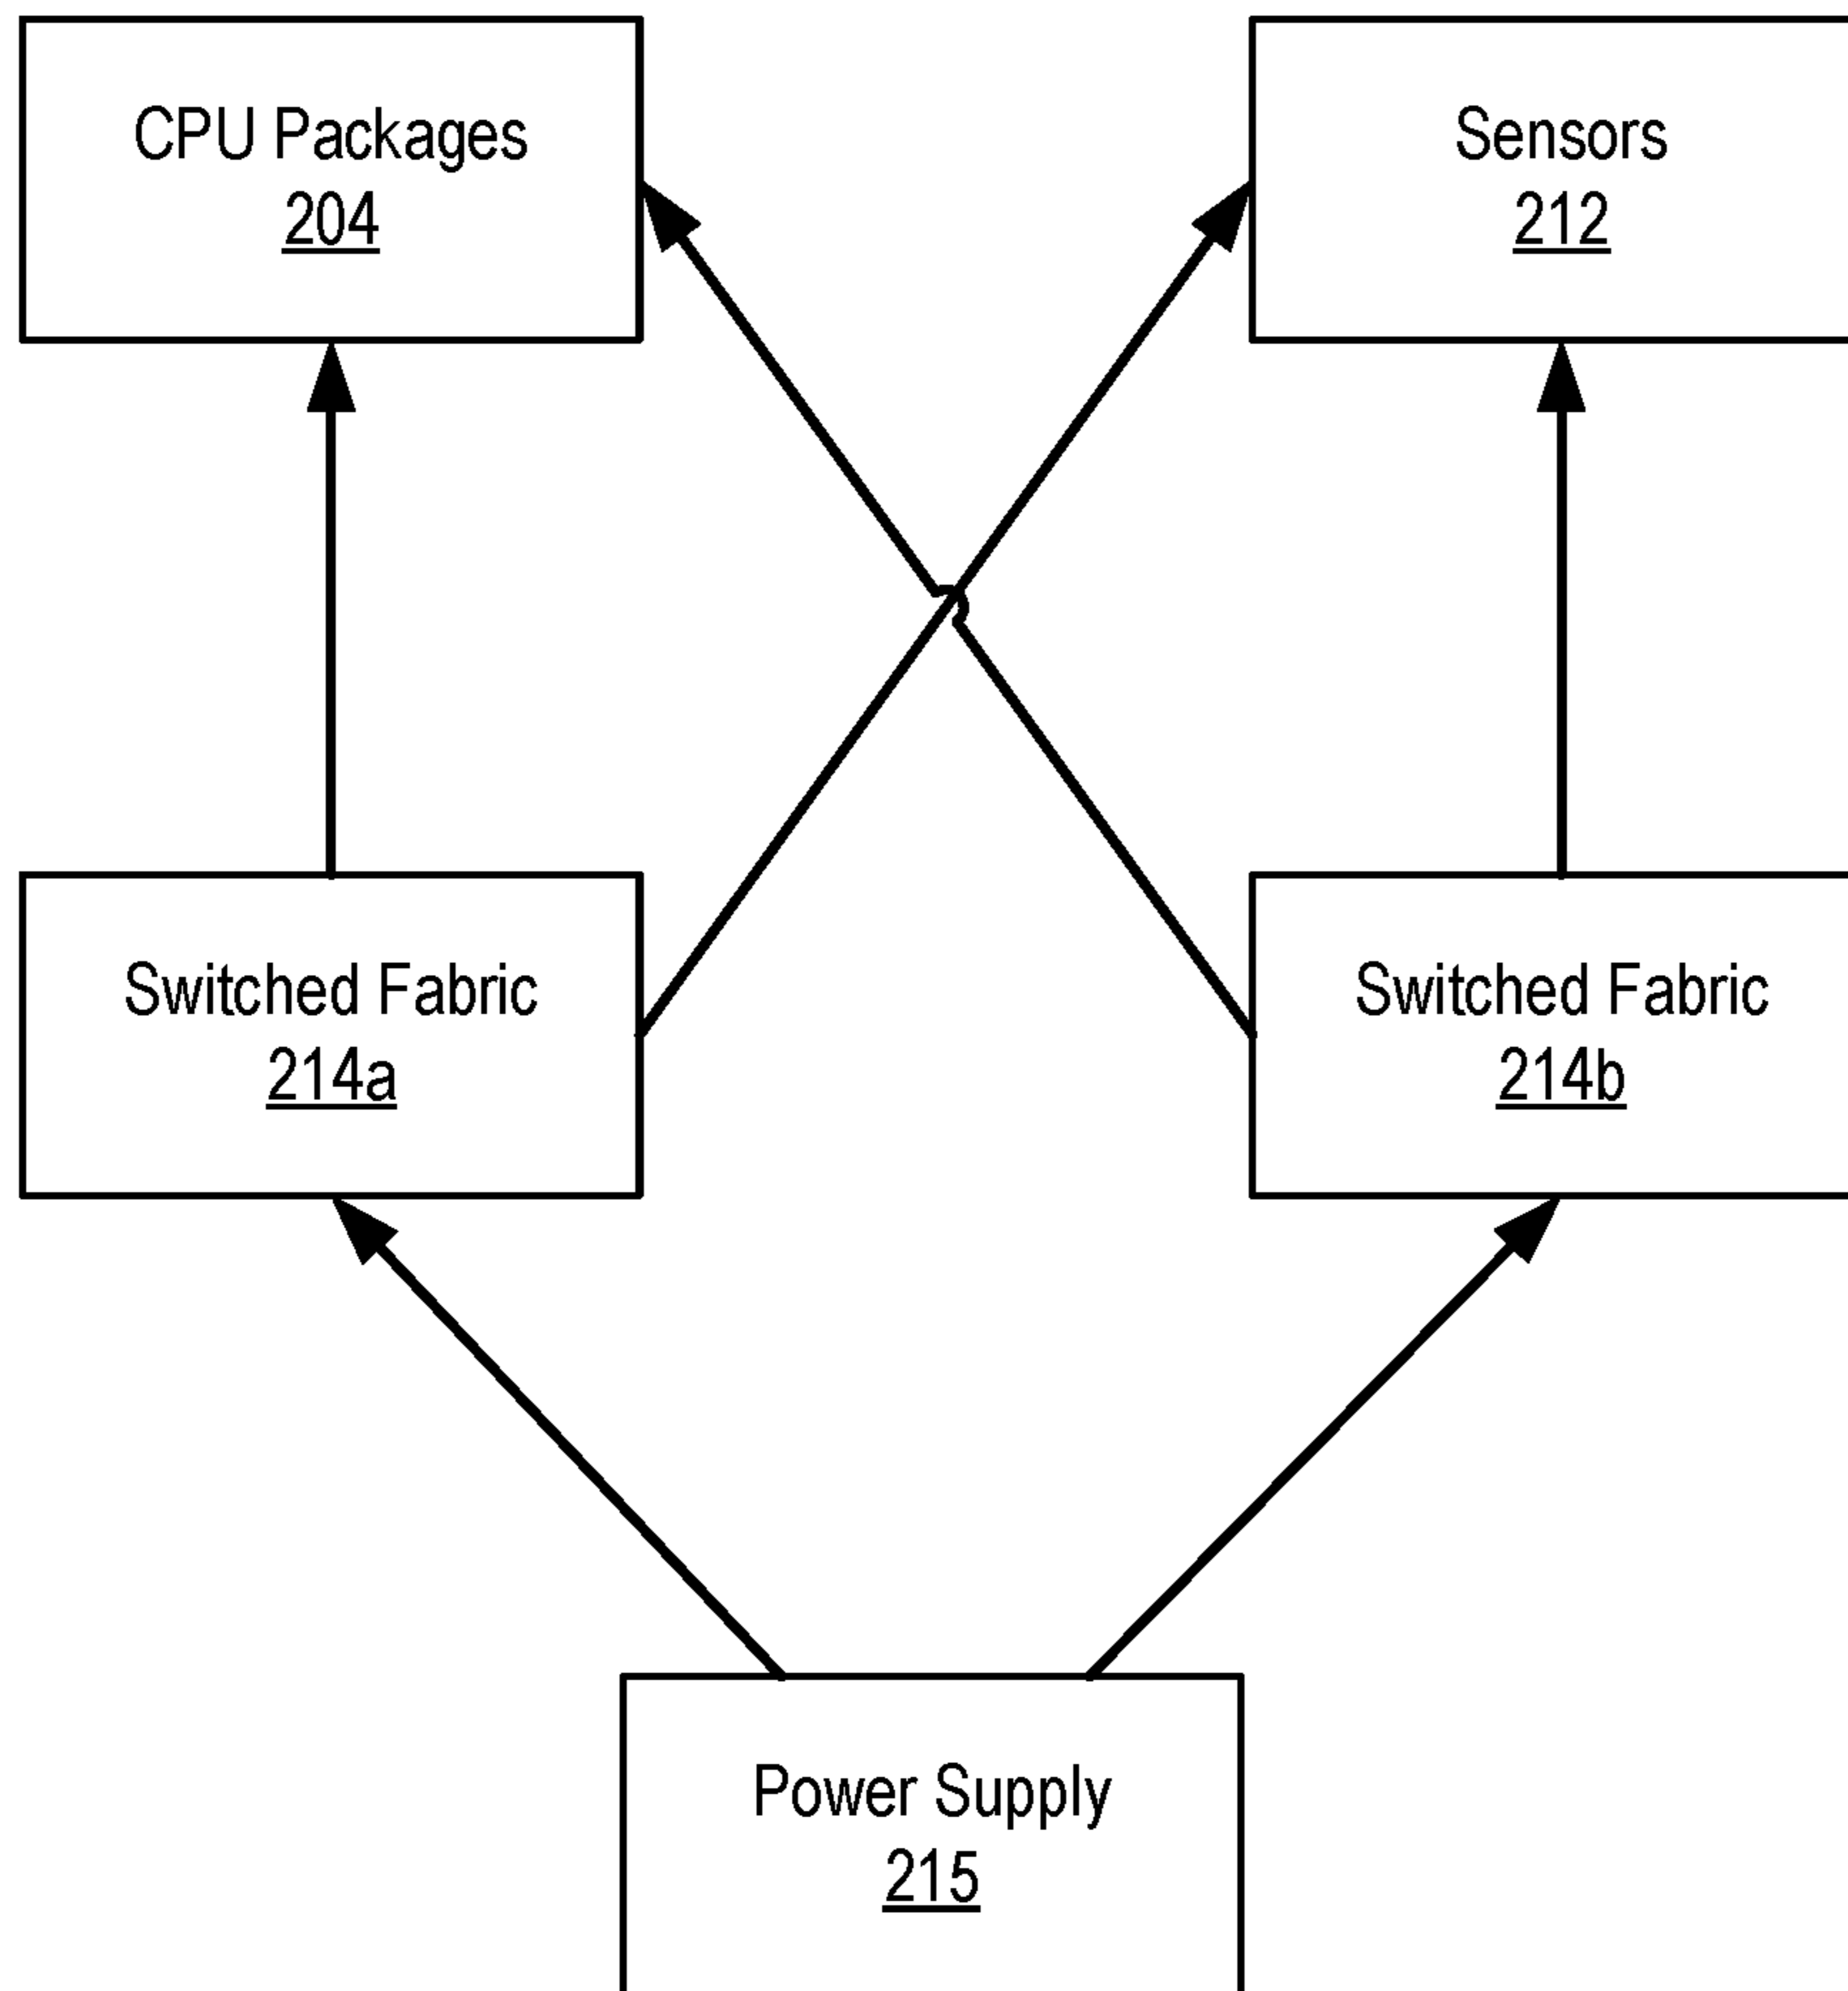 CPU Packages
204
Sensors
212
Switched Fabric
214a
Switched Fabric
214b
Power Supply
215